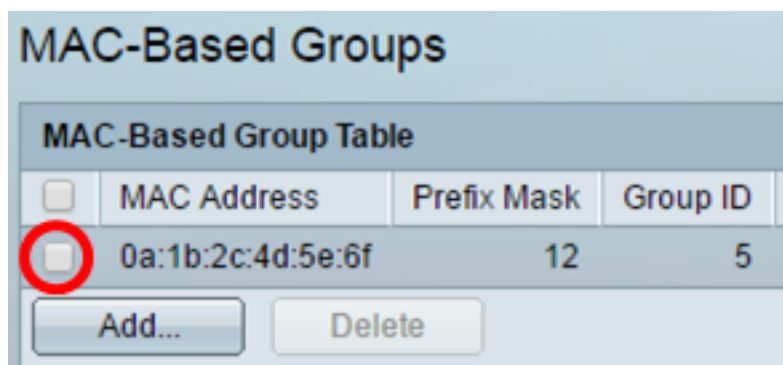 MAC-Based Groups
MAC-Based Group Table
MAC Address Prefix Mask Group ID
0a:1b:2c:4d:5e:6f 12 5
Add... Delete